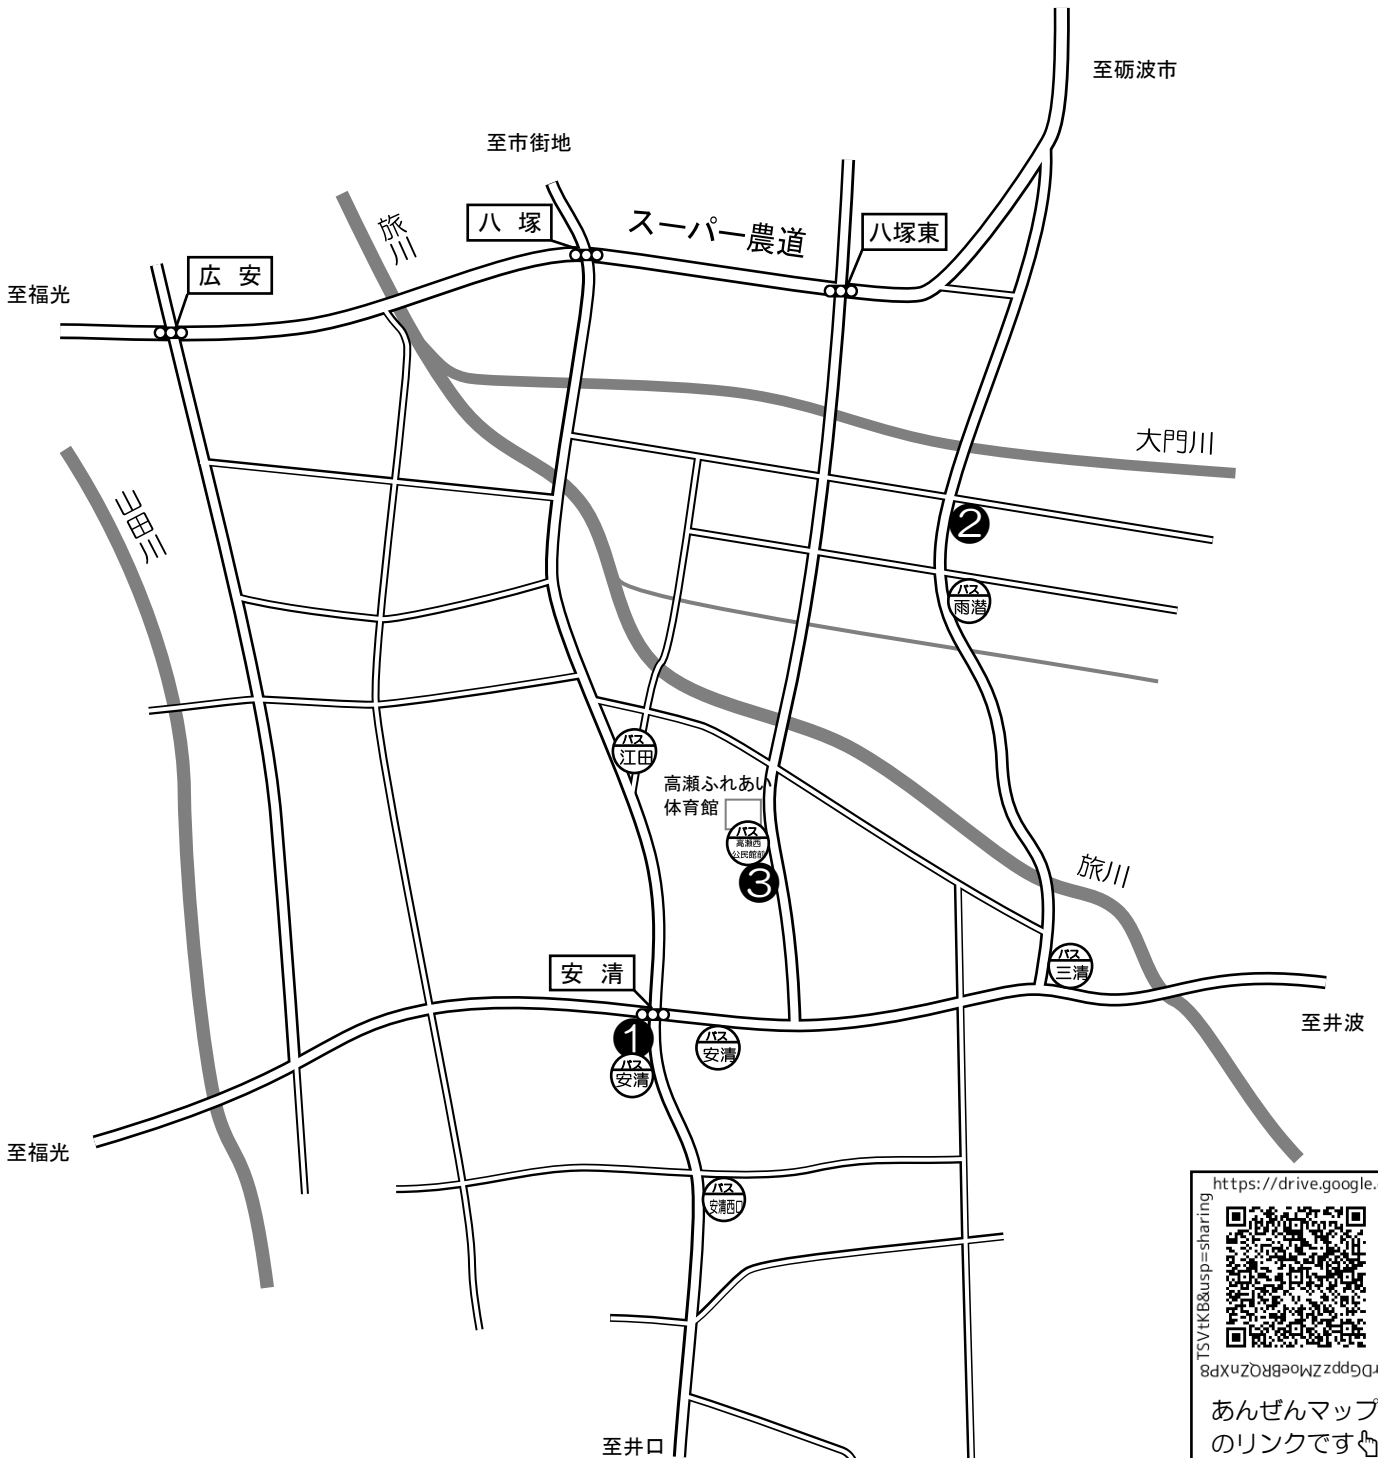 至砺波市
至市街地
旅川
八 塚
スーパー農道
八塚東
広 安
至福光
大門川
山田川
2
バス
雨潜
バス
江田
高瀬ふれあい
体育館
バス
高瀬西
公民館前
3
旅川
安 清
バス
三清
至井波
1
バス
安清
バス
安清
至福光
バス
安清西口
https://drive.google.
TSVtKB&usp=sharing
rDGppzZMoeBRQZnXP8
あんぜんマップ
のリンクです
至井口